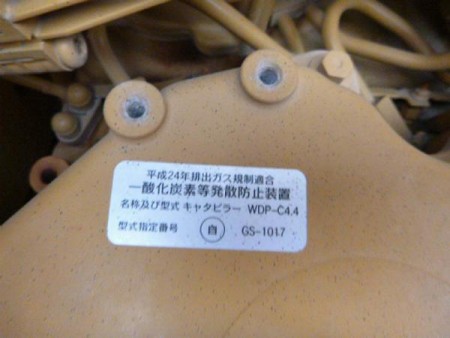 平成24年排出ガス規制適合
一酸化炭素等発散防止装置
名称及び型式 キャタピラー WDP-C4.4
型式指定番号 自 GS-1017